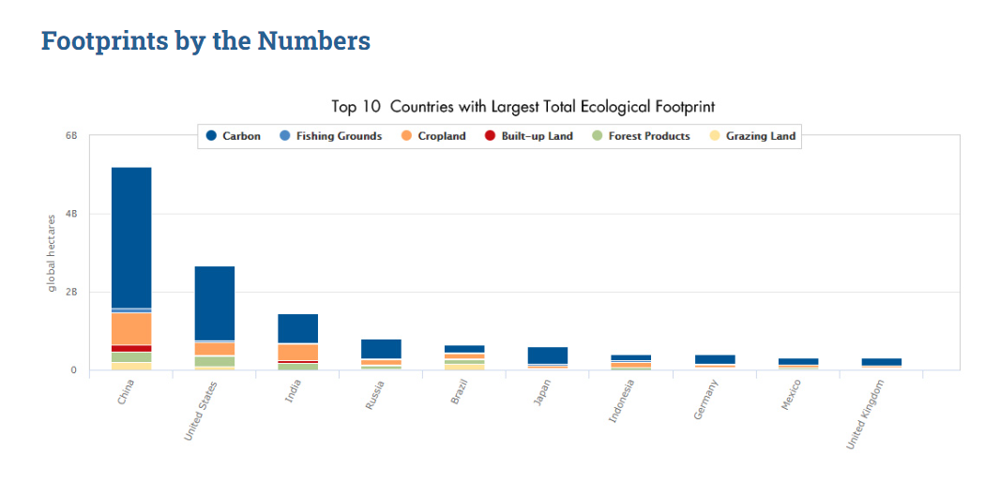 Footprints by the Numbers
Top 10 Countries with Largest Total Ecological Footprint
Carbon Fishing Grounds Cropland Built-up Land Forest Products Grazing Land
6B
4B
2B
0
global hectares
China
United States
India
Russia
Brazil
Japan
Indonesia
Germany
Mexico
United Kingdom